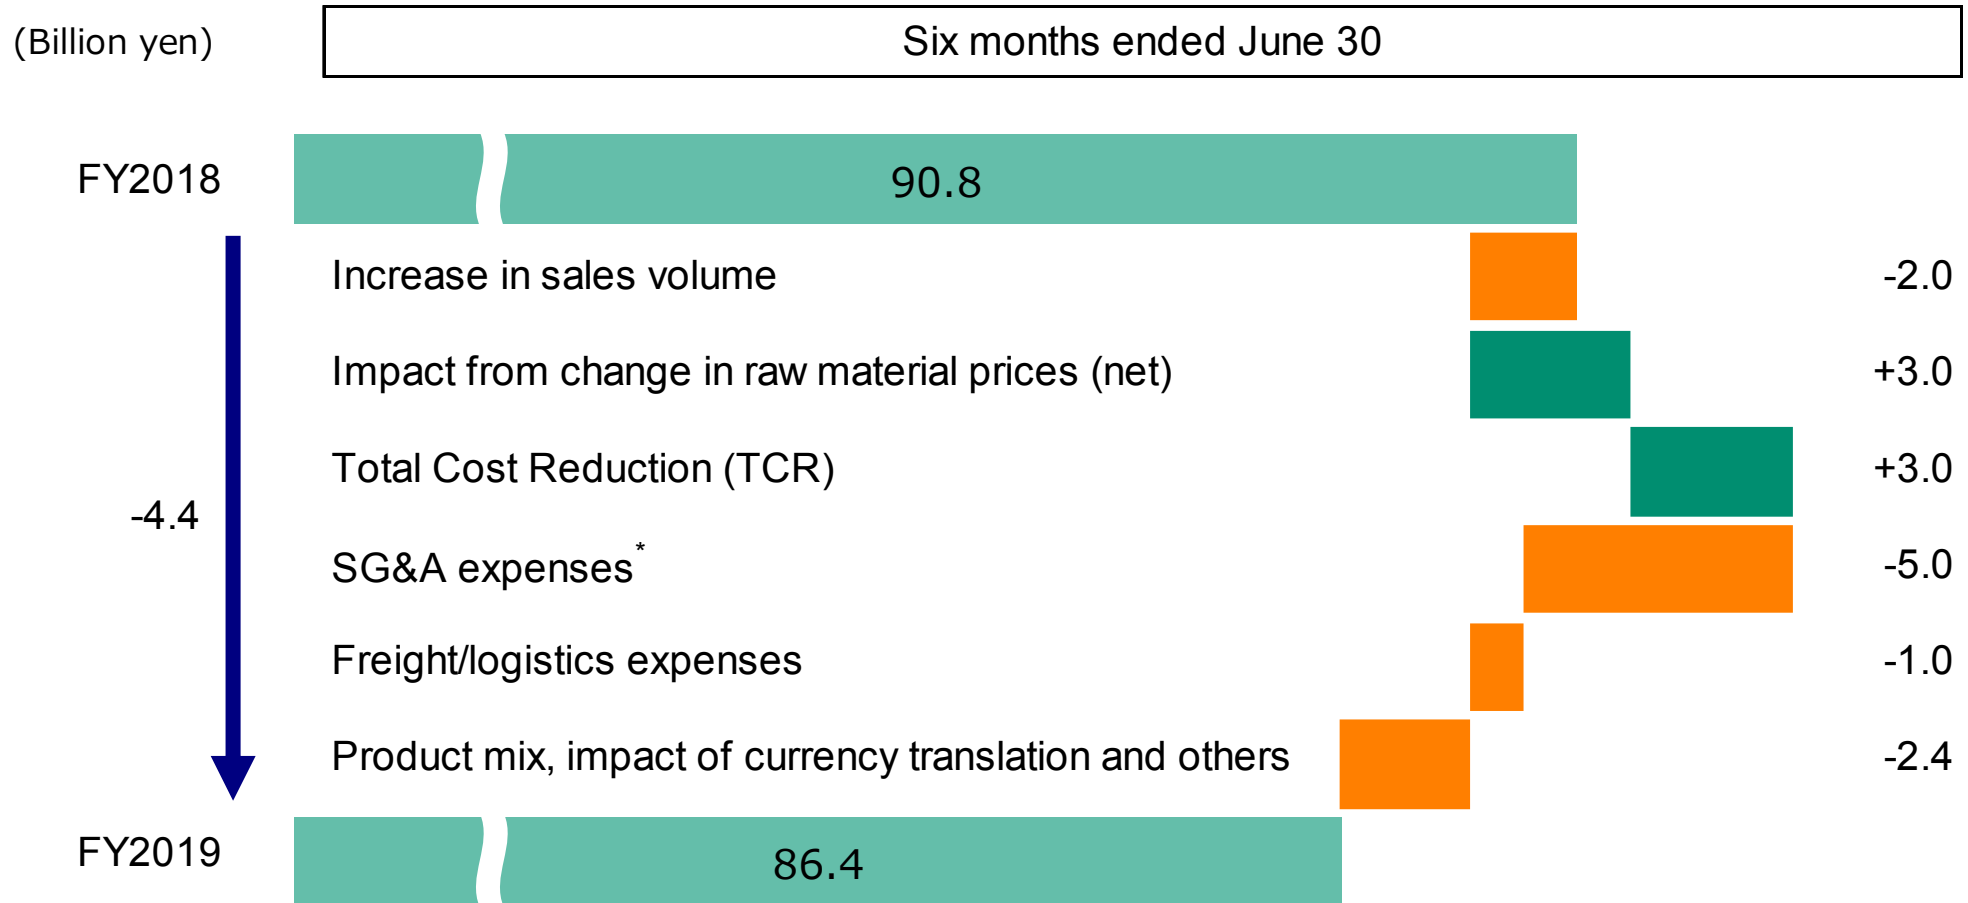 (Billion yen)
Six months ended June 30
FY2018
90.8
Increase in sales volume
-2.0
Impact from change in raw material prices (net)
+3.0
Total Cost Reduction (TCR)
+3.0
-4.4
SG&A expenses*
-5.0
Freight/logistics expenses
-1.0
Product mix, impact of currency translation and others
-2.4
FY2019
86.4